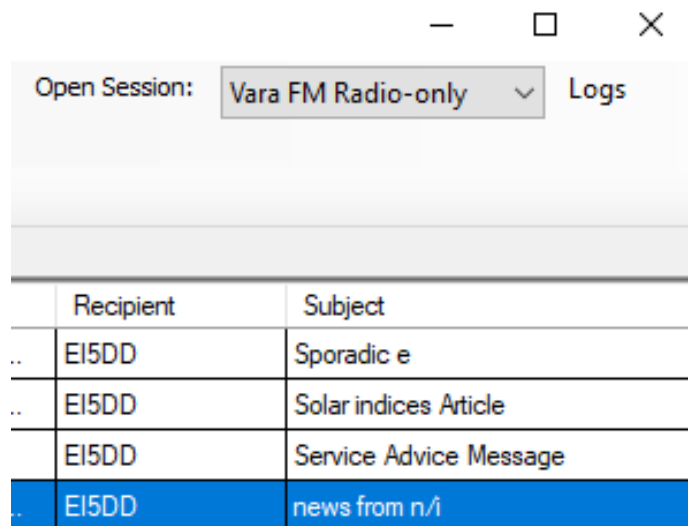 Open Session: Vara FM Radio-only Logs
Recipient Subject
.. EI5DD Sporadic e
.. EI5DD Solar indices Article
EI5DD Service Advice Message
.. EI5DD news from n/i